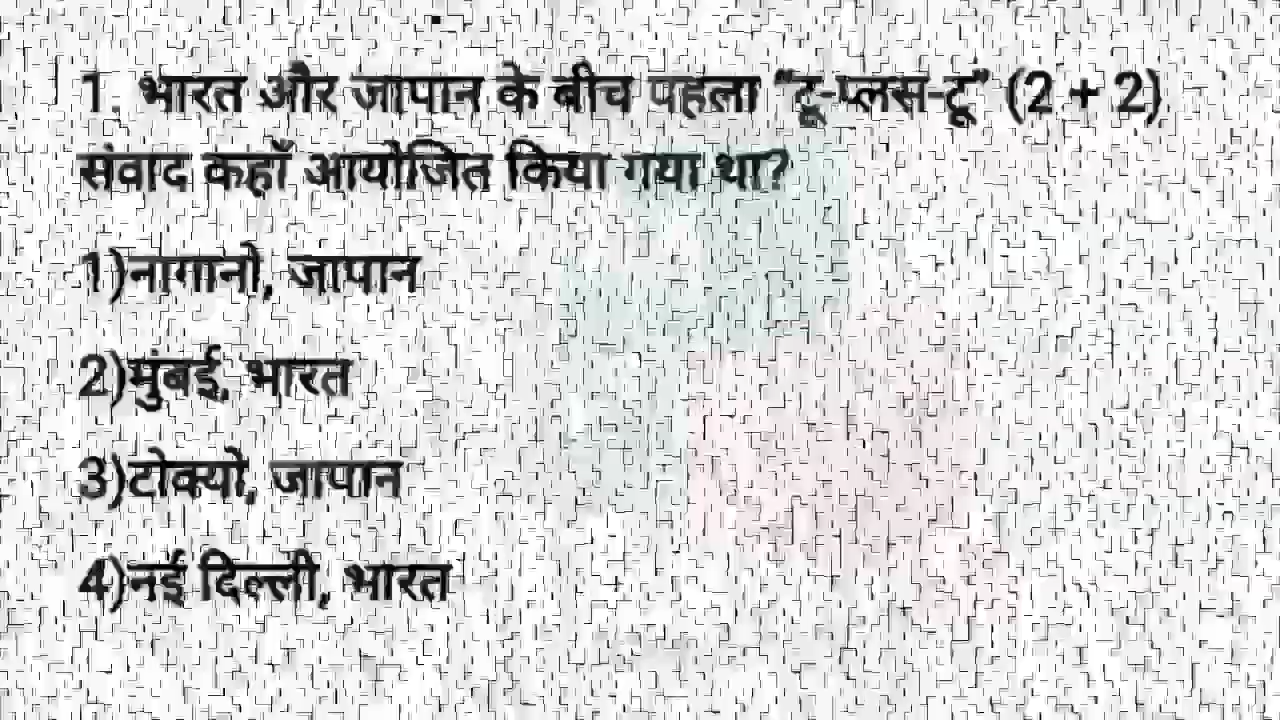 1. भारत और जापान के बीच पहला "टू-प्लस-टू" (2 + 2)
संवाद कहाँ आयोजित किया गया था?
1)नागानो, जापान
2)मुंबई, भारत
3)टोक्यो, जापान
4)नई दिल्ली, भारत